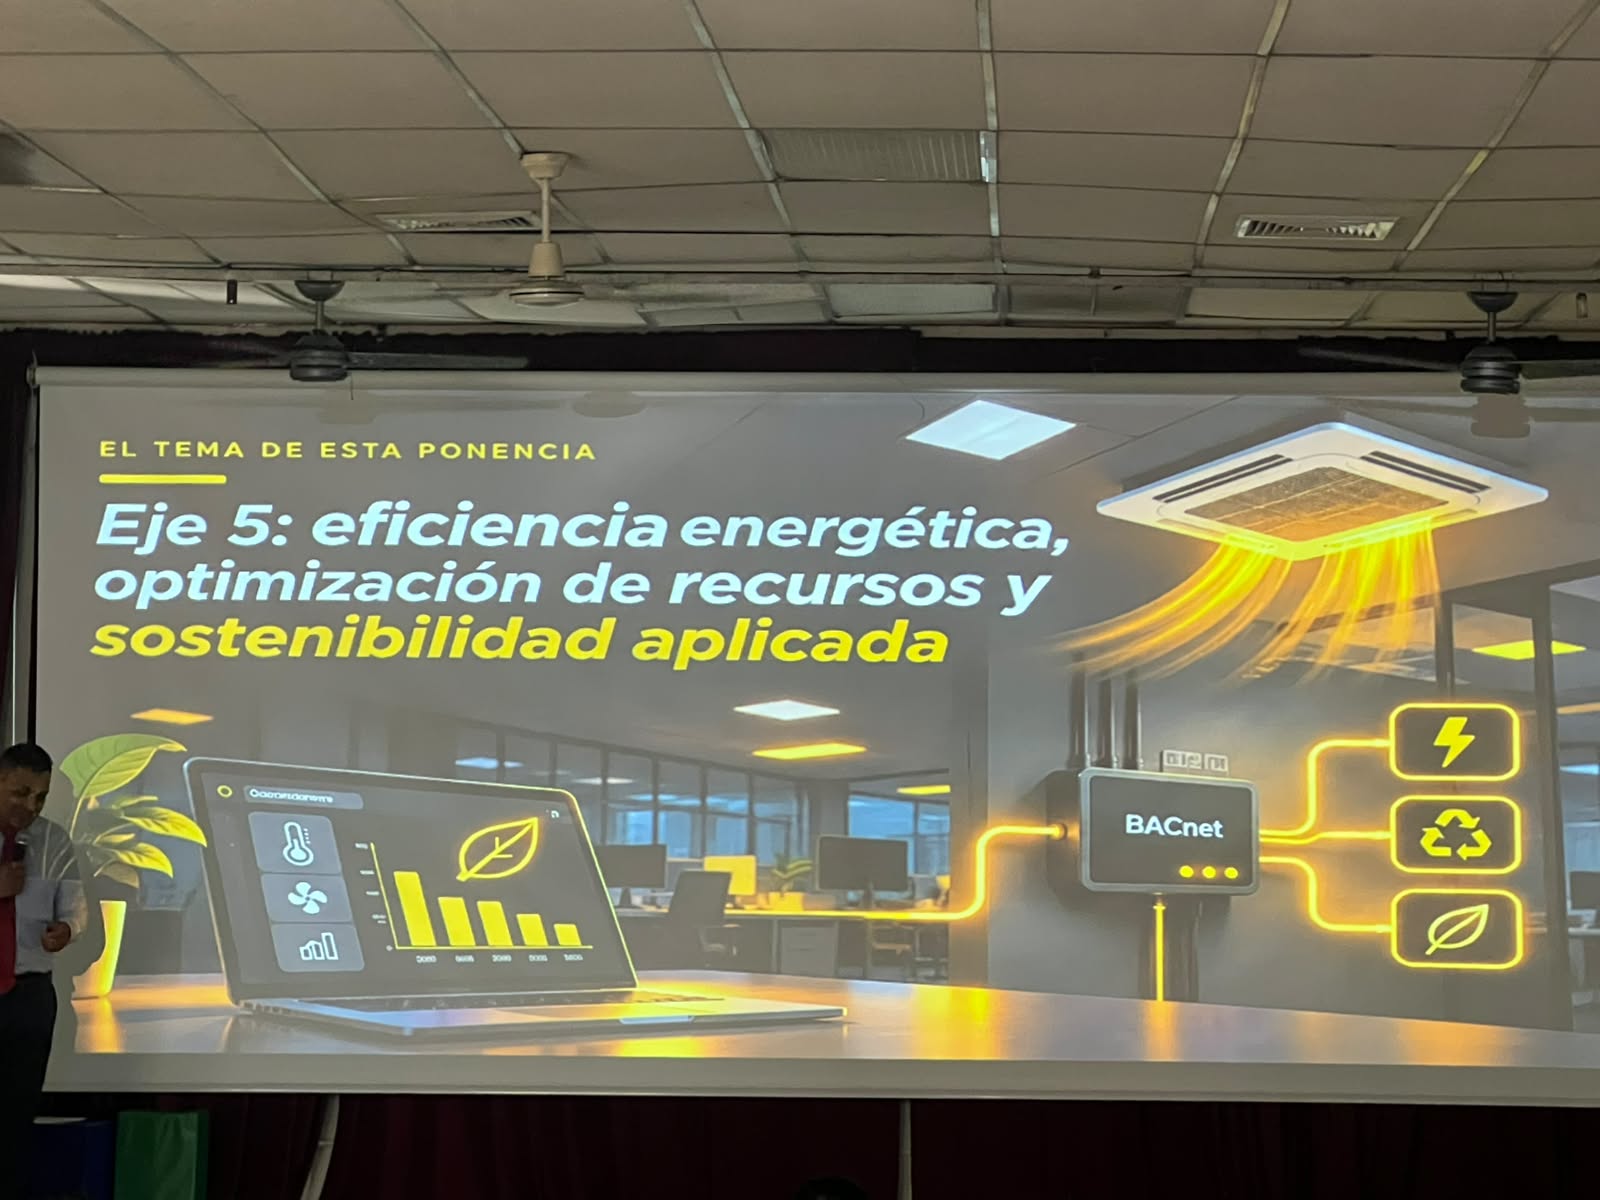 EL TEMA DE ESTA PONENCIA
Eje 5: eficiencia energética,
optimización de recursos y
sostenibilidad aplicada
BACnet